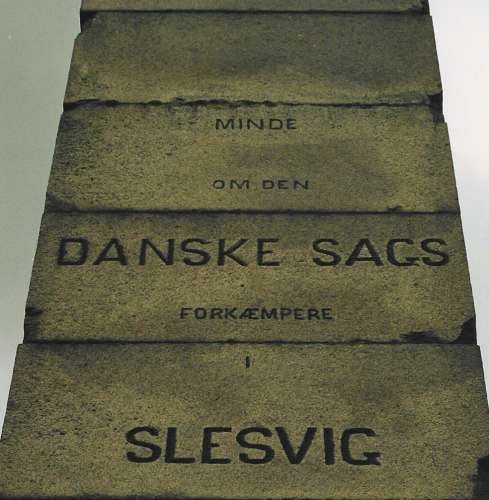 MINDE
OM DEN
DANSKE SAGS
FORKÆMPERE
I
SLESVIG